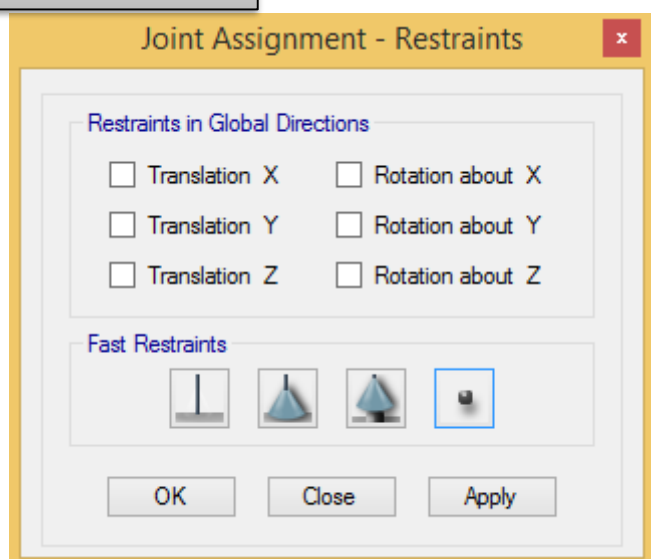 Joint Assignment - Restraints
x
Restraints in Global Directions
Translation X Rotation about X
Translation Y Rotation about Y
Translation Z Rotation about Z
Fast Restraints
OK Close Apply